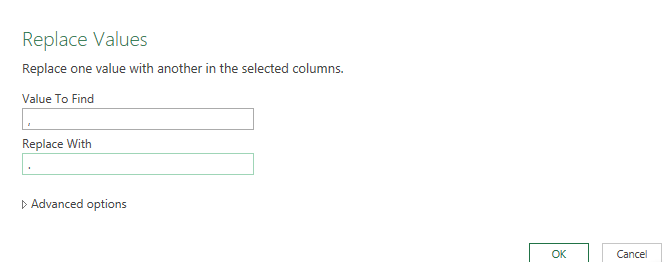 Replace Values
Replace one value with another in the selected columns.
Value To Find
,
Replace With
.
Advanced options
OK Cancel